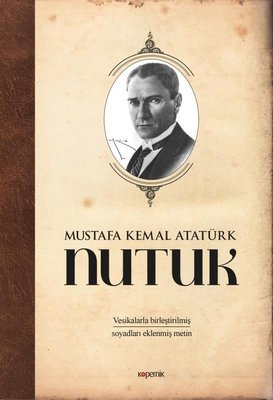 MUSTAFA KEMAL ATATÜRK
NUTUK
Vesikalarla birleştirilmiş
soyadları eklenmiş metin
kopernik